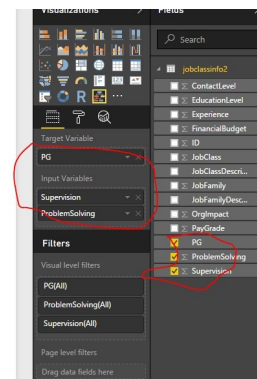 Visualizations
Fields
Search
jobclassinfo2
ContactLevel
EducationLevel
Experience
FinancialBudget
ID
JobClass
JobClassDescri...
JobFamily
JobFamilyDesc...
OrgImpact
PayGrade
PG
ProblemSolving
Supervision
R
Target Variable
PG
Input Variables
Supervision
ProblemSolving
Filters
Visual level filters
PG(All)
ProblemSolving(All)
Supervision(All)
Page level filters
Drag data fields here